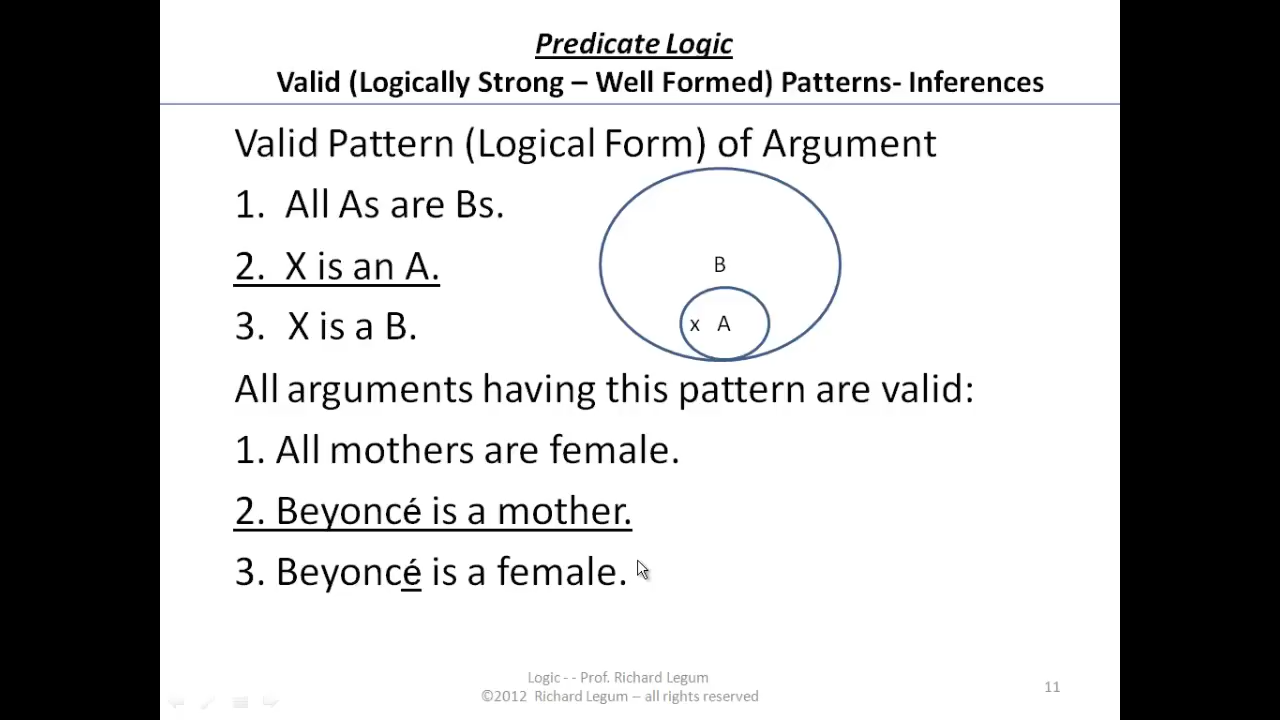 Predicate Logic
Valid (Logically Strong – Well Formed) Patterns- Inferences
Valid Pattern (Logical Form) of Argument
1. All As are Bs.
2. X is an A.
3. X is a B.
B
x A
All arguments having this pattern are valid:
1. All mothers are female.
2. Beyoncé is a mother.
3. Beyoncé is a female.
Logic - - Prof. Richard Legum
©2012 Richard Legum – all rights reserved
11